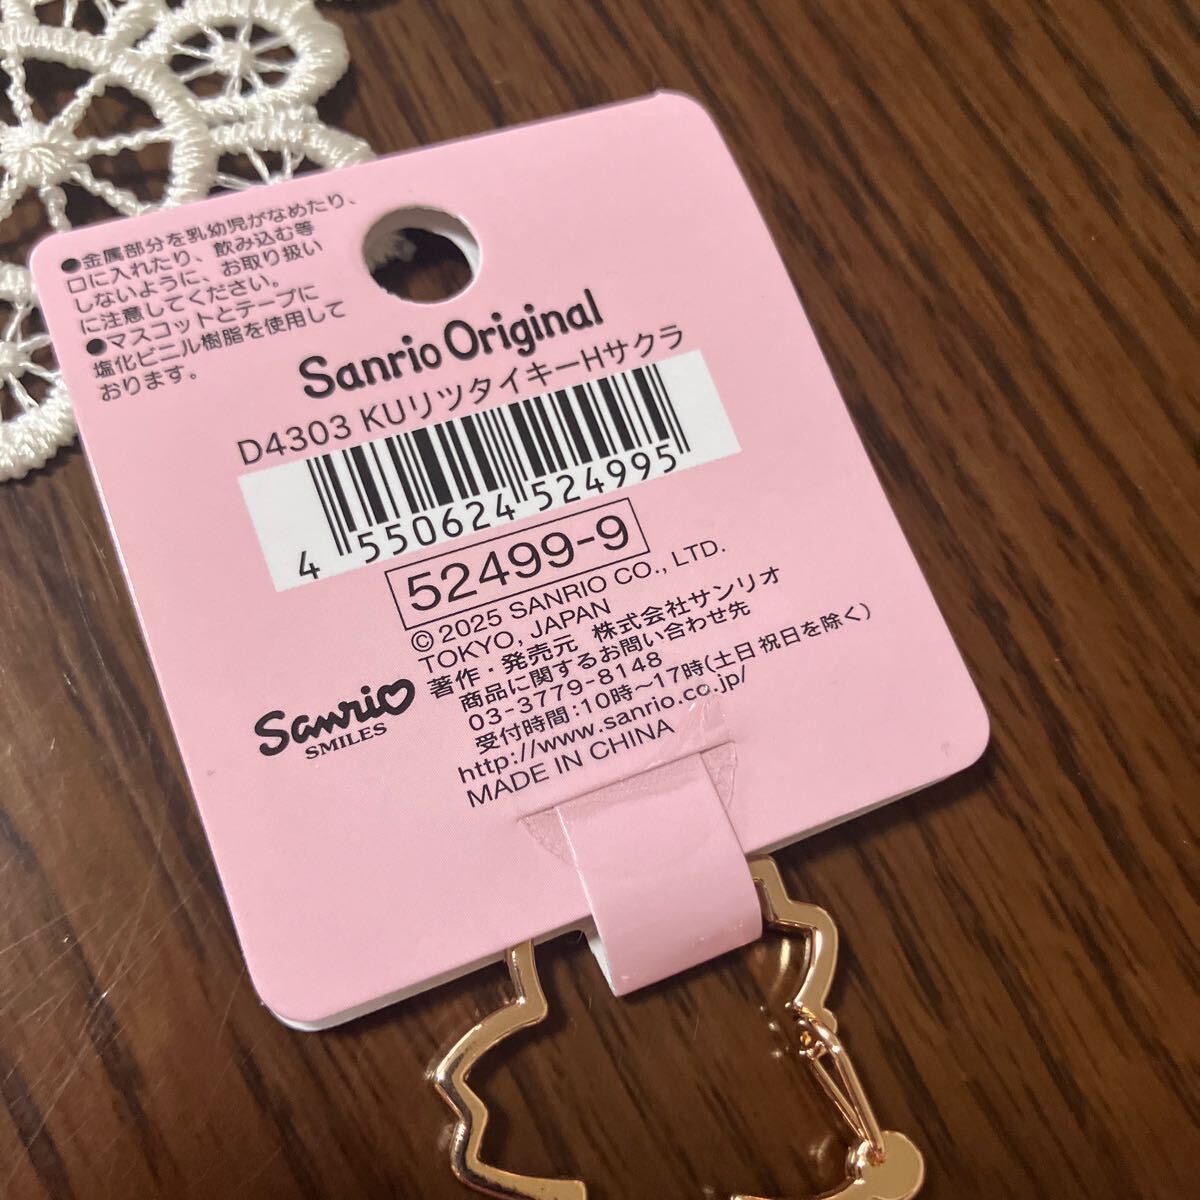 ●金属部分を乳幼児がなめたり、
口に入れたり、飲み込む等
しないように、お取り扱い
に注意してください。
●マスコットとテープに
塩化ビニル樹脂を使用して
おります。
Sanrio Original
D4303 KUリツタイキーHサクラ
4 550624 524995
52499-9
© 2025 SANRIO CO., LTD.
TOKYO, JAPAN
著作・発売元 株式会社サンリオ
商品に関するお問い合わせ先
03-3779-8148
受付時間:10時〜17時(土日祝日を除く)
http://www.sanrio.co.jp/
MADE IN CHINA
Sanrio
SMILES